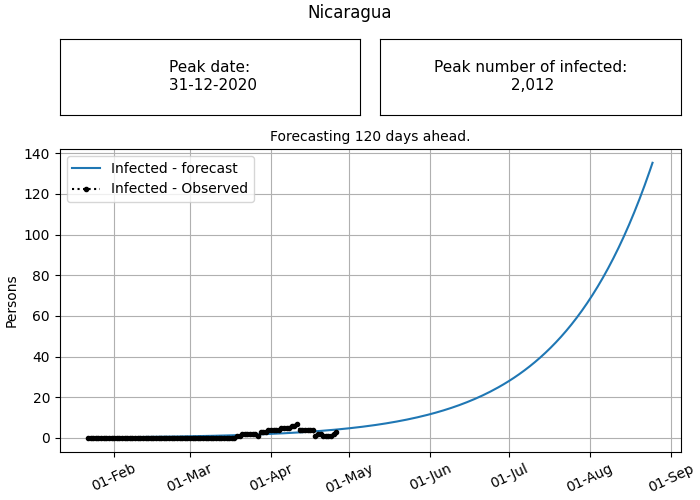 Nicaragua
Peak date:
31-12-2020
Peak number of infected:
2,012
Forecasting 120 days ahead.
Infected - forecast
Infected - Observed
Persons
140
120
100
80
60
40
20
0
01-Feb
01-Mar
01-Apr
01-May
01-Jun
01-Jul
01-Aug
01-Sep